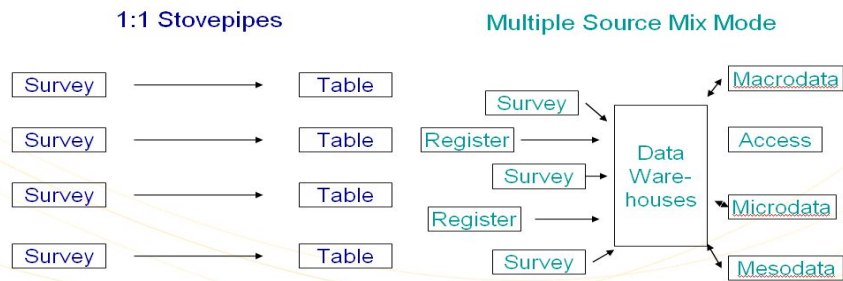 1:1 Stovepipes
Survey
Table
Survey
Table
Survey
Table
Survey
Table
Multiple Source Mix Mode
Survey
Register
Survey
Register
Survey
Data
Ware-
houses
Macrodata
Access
Microdata
Mesodata